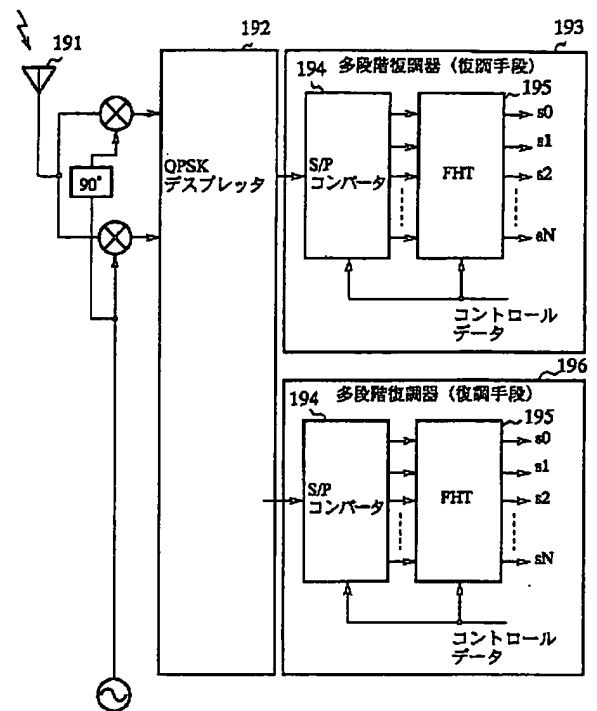 191
192
193
多段階復調器（復調手段）
194
195
S/P
コンバータ
FHT
s0
s1
s2
sN
コントロール
データ
90°
QPSK
デスプレッタ
196
多段階復調器（復調手段）
194
195
S/P
コンバータ
FHT
s0
s1
s2
sN
コントロール
データ